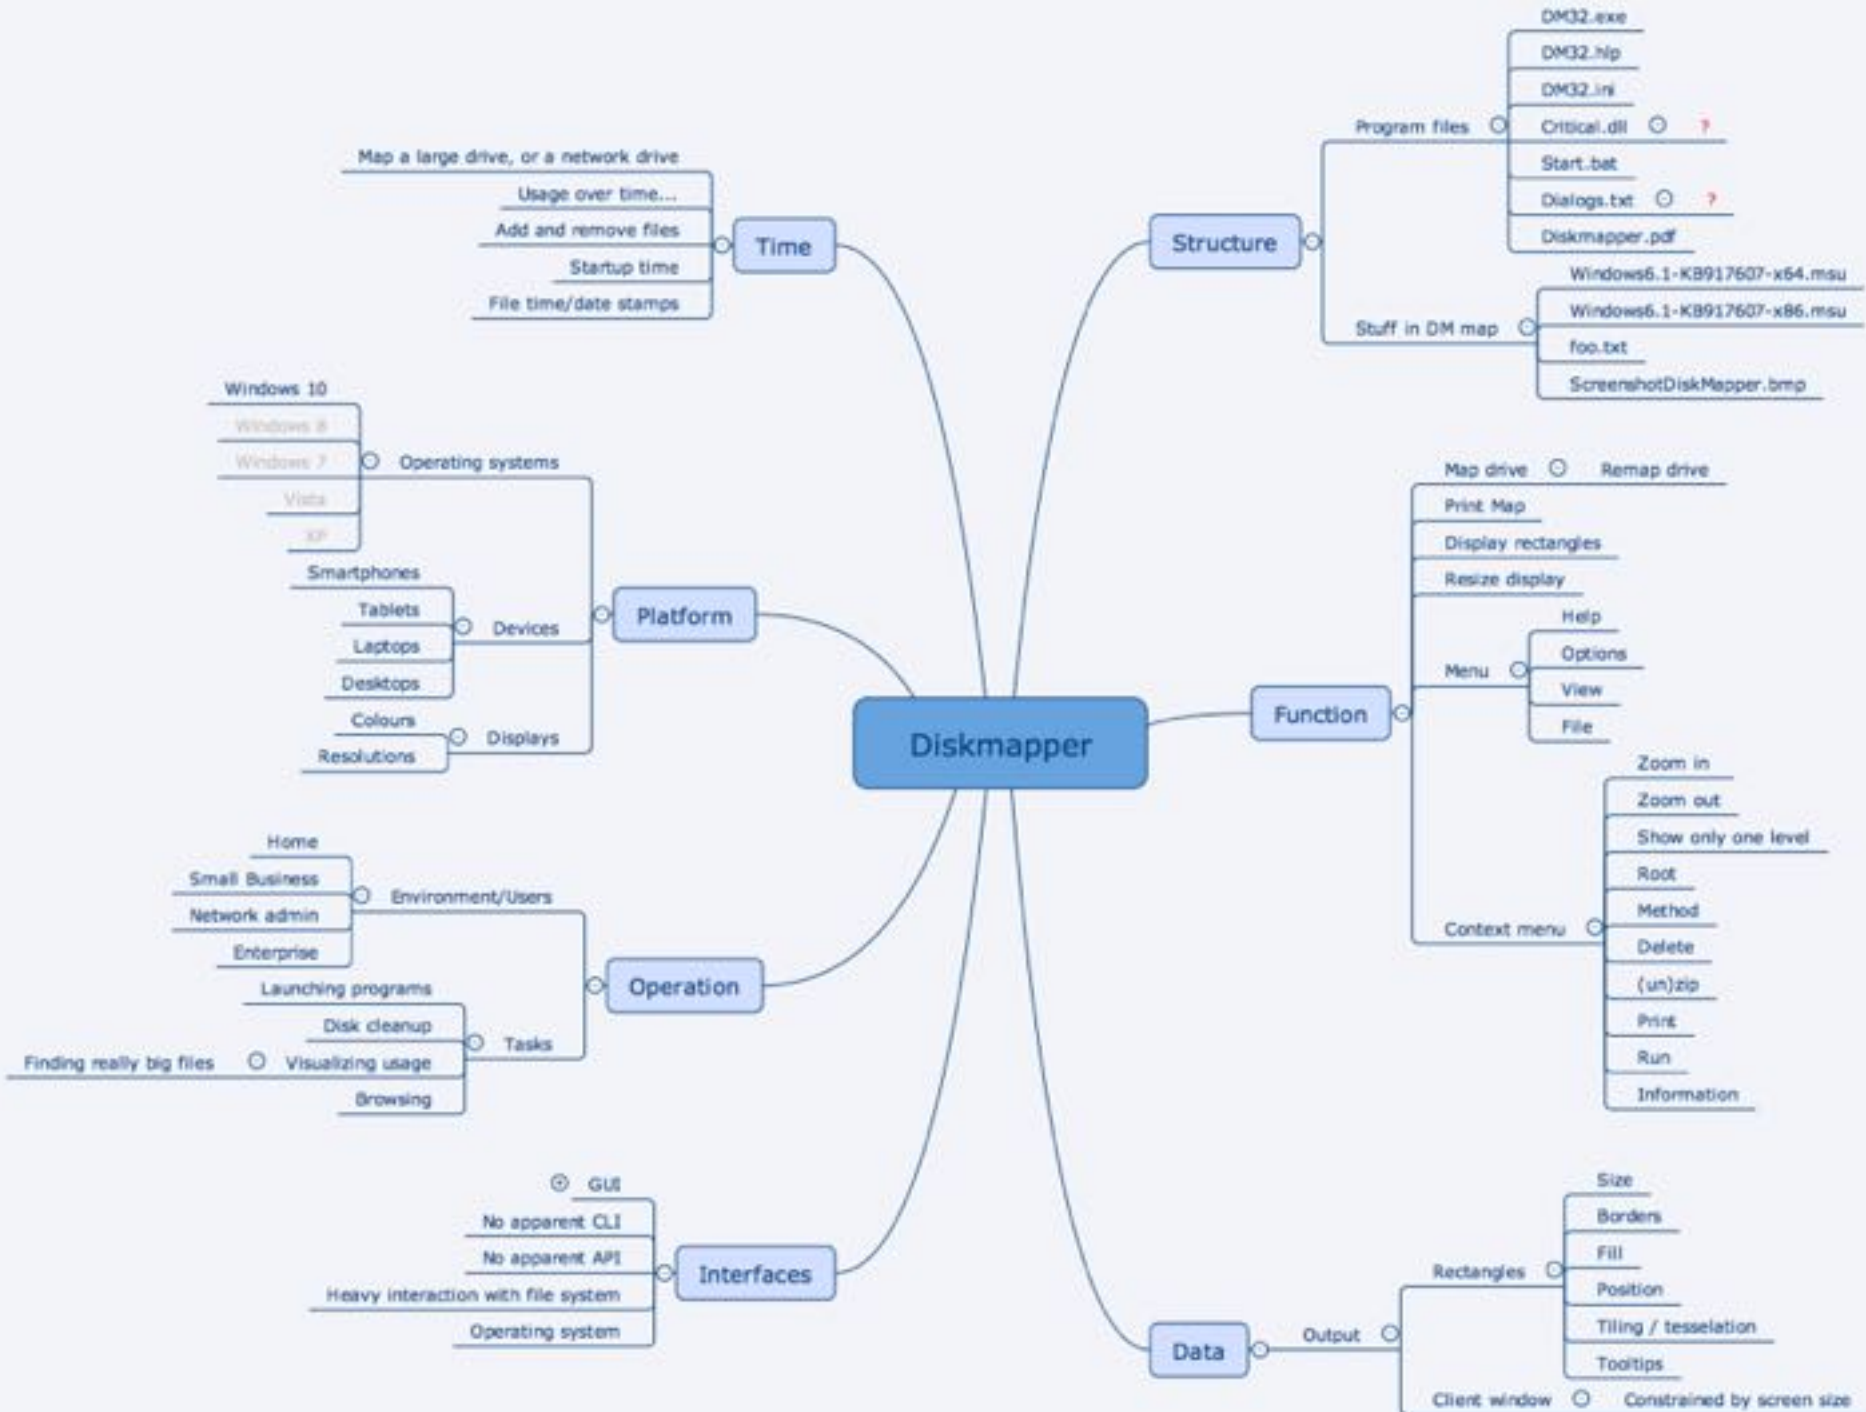 Diskmapper
Structure
Program files
DM32.exe
DM32.hlp
DM32.ini
Critical.dll ?
Start.bat
Dialogs.txt ?
Diskmapper.pdf
Stuff in DM map
Windows6.1-KB917607-x64.msu
Windows6.1-KB917607-x86.msu
foo.txt
ScreenshotDiskMapper.bmp
Function
Map drive Remap drive
Print Map
Display rectangles
Resize display
Menu
Help
Options
View
File
Context menu
Zoom in
Zoom out
Show only one level
Root
Method
Delete
(un)zip
Print
Run
Information
Data
Output
Rectangles
Size
Borders
Fill
Position
Tiling / tesselation
Tooltips
Client window Constrained by screen size
Time
Map a large drive, or a network drive
Usage over time...
Add and remove files
Startup time
File time/date stamps
Platform
Operating systems
Windows 10
Windows 8
Windows 7
Vista
XP
Devices
Smartphones
Tablets
Laptops
Desktops
Displays
Colours
Resolutions
Operation
Environment/Users
Home
Small Business
Network admin
Enterprise
Tasks
Launching programs
Disk cleanup
Finding really big files Visualizing usage
Browsing
Interfaces
GUI
No apparent CLI
No apparent API
Heavy interaction with file system
Operating system